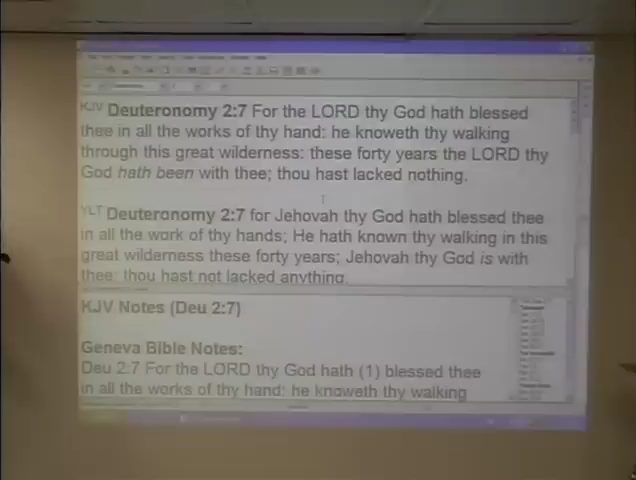 KJV Deuteronomy 2:7 For the LORD thy God hath blessed
thee in all the works of thy hand: he knoweth thy walking
through this great wilderness: these forty years the LORD thy
God hath been with thee; thou hast lacked nothing.
YLT Deuteronomy 2:7 for Jehovah thy God hath blessed thee
in all the work of thy hands; He hath known thy walking in this
great wilderness these forty years; Jehovah thy God is with
thee; thou hast not lacked anything.
KJV Notes (Deu 2:7)
Geneva Bible Notes:
Deu 2:7 For the LORD thy God hath (1) blessed thee
in all the works of thy hand: he knoweth thy walking